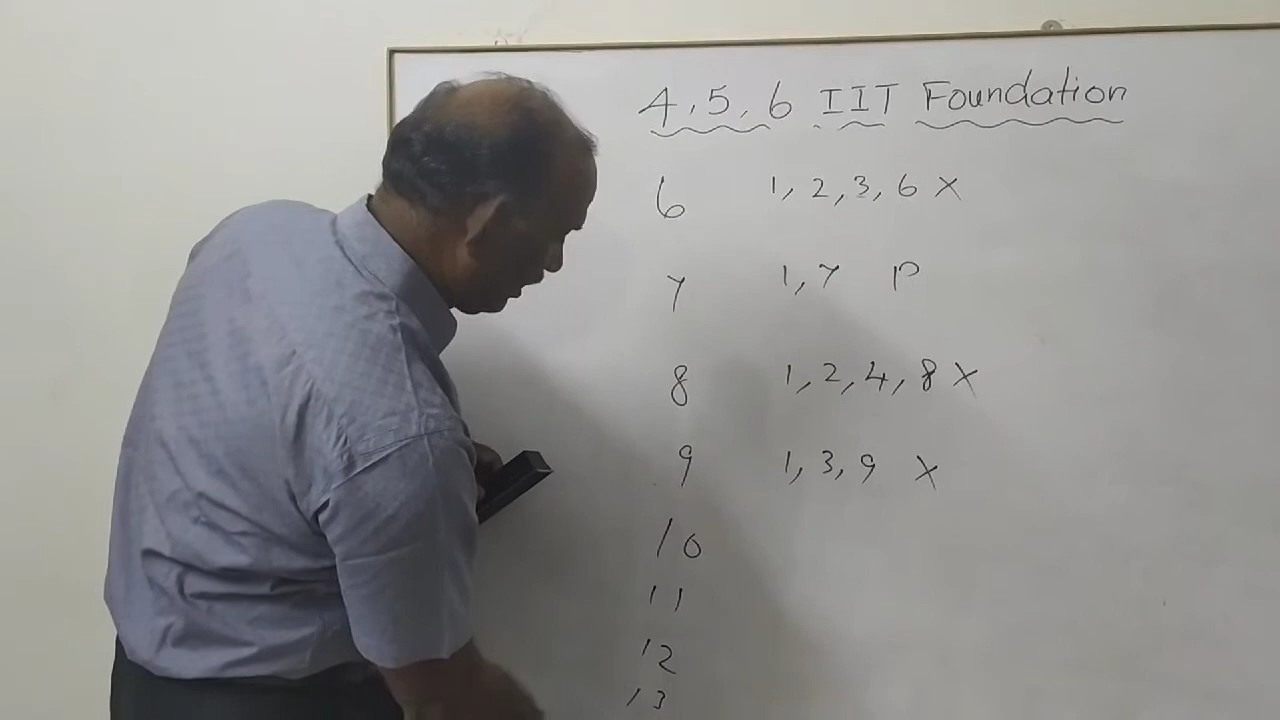 4, 5, 6 IIT Foundation
6 1, 2, 3, 6 X
7 1, 7 P
8 1, 2, 4, 8 X
9 1, 3, 9 X
10
11
12
13